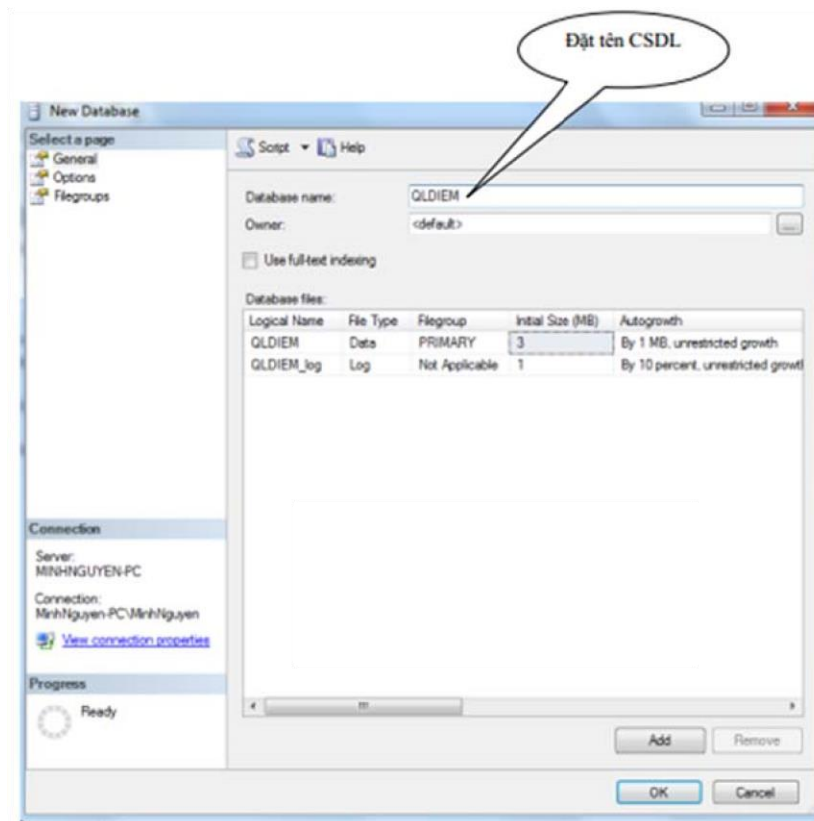 Đặt tên CSDL
New Database
Select a page
General
Options
Filegroups
Script Help
Database name: QLDIEM
Owner: <default> ...
Use full-text indexing
Database files:
Logical Name File Type Filegroup Initial Size (MB) Autogrowth
QLDIEM Data PRIMARY 3 By 1 MB, unrestricted growth
QLDIEM_log Log Not Applicable 1 By 10 percent, unrestricted growt
Connection
Server:
MINHNGUYEN-PC
Connection:
MinhNguyen-PC\MinhNguyen
View connection properties
Progress
Ready
Add Remove
OK Cancel